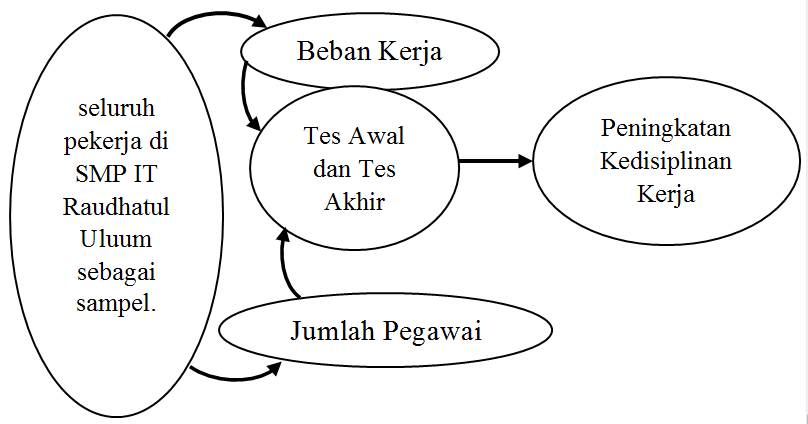 seluruh
pekerja di
SMP IT
Raudhatul
Uluum
sebagai
sampel.
Beban Kerja
Tes Awal
dan Tes
Akhir
Jumlah Pegawai
Peningkatan
Kedisiplinan
Kerja